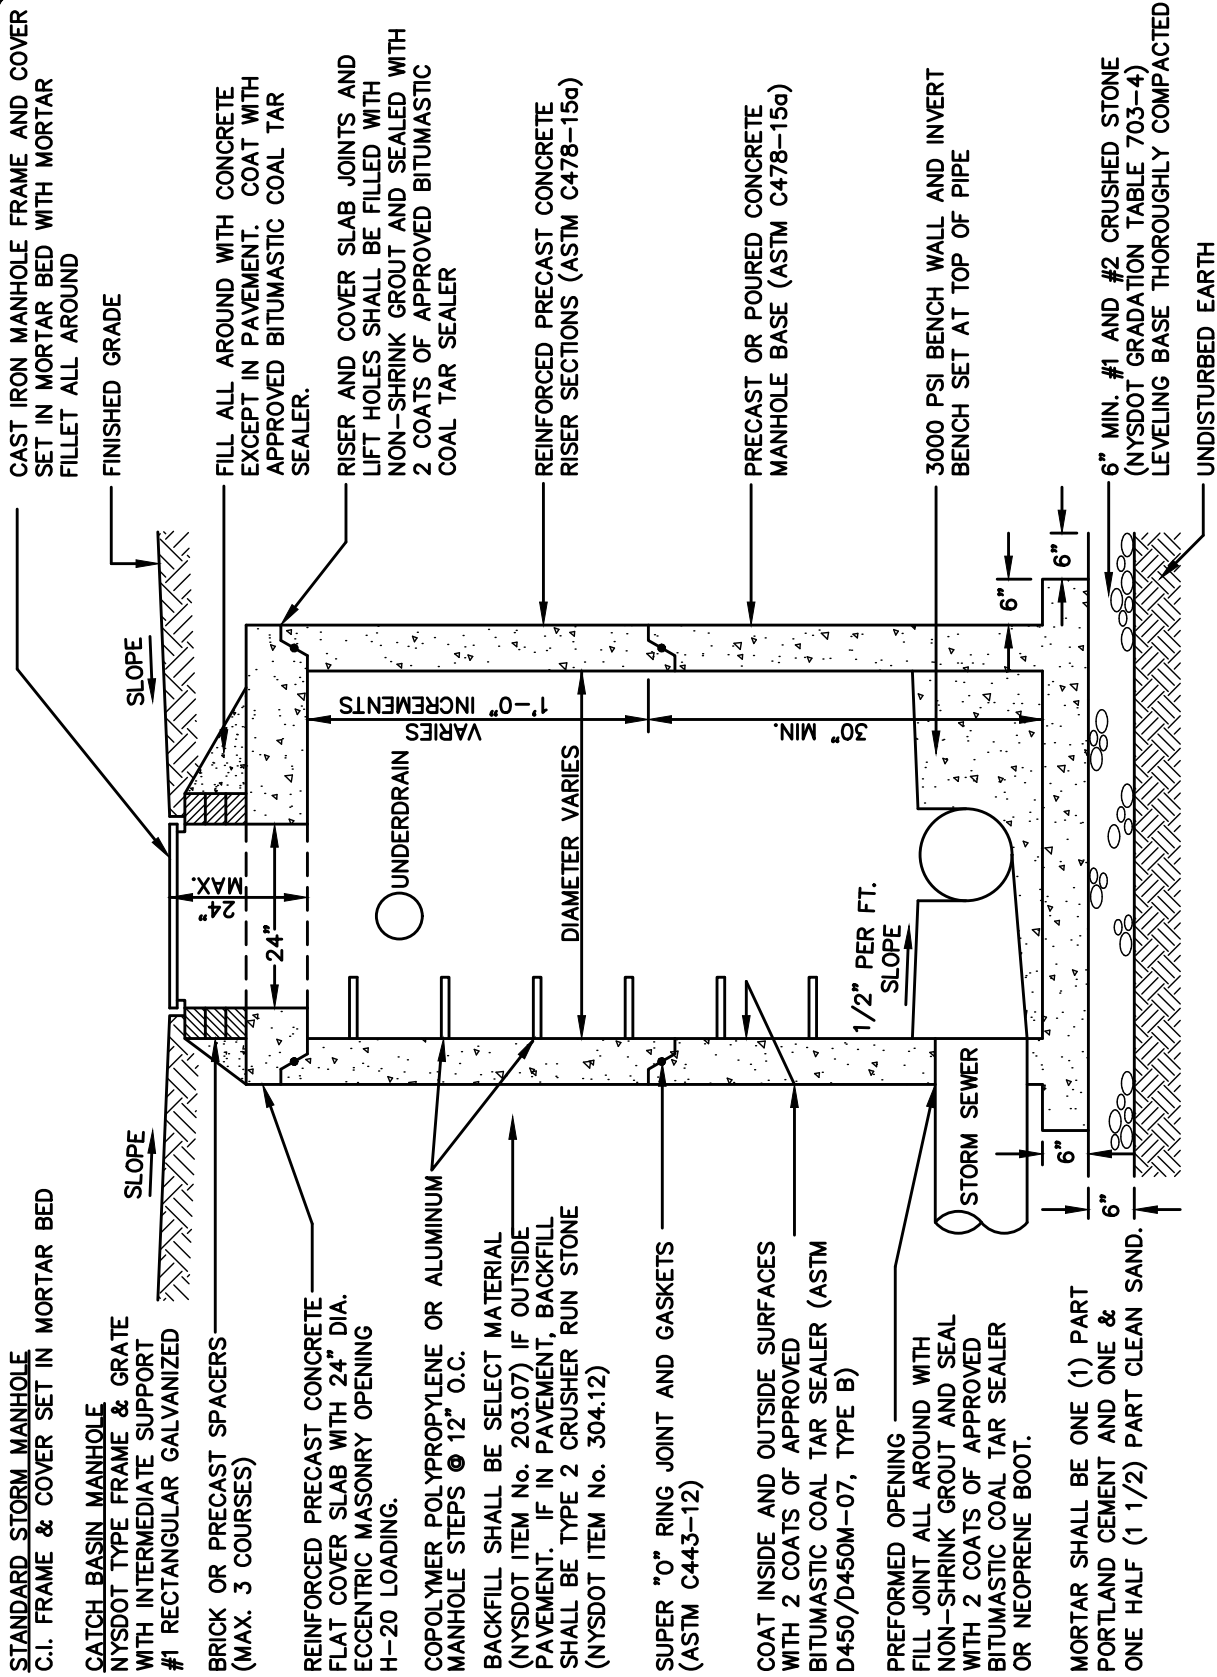 STANDARD STORM MANHOLE
C.I. FRAME & COVER SET IN MORTAR BED
CATCH BASIN MANHOLE
NYSDOT TYPE FRAME & GRATE
WITH INTERMEDIATE SUPPORT
#1 RECTANGULAR GALVANIZED
BRICK OR PRECAST SPACERS
(MAX. 3 COURSES)
REINFORCED PRECAST CONCRETE
FLAT COVER SLAB WITH 24" DIA.
ECCENTRIC MASONRY OPENING
H-20 LOADING.
COPOLYMER POLYPROPYLENE OR ALUMINUM
MANHOLE STEPS @ 12" O.C.
BACKFILL SHALL BE SELECT MATERIAL
(NYSDOT ITEM No. 203.07) IF OUTSIDE
PAVEMENT. IF IN PAVEMENT, BACKFILL
SHALL BE TYPE 2 CRUSHER RUN STONE
(NYSDOT ITEM No. 304.12)
SUPER "O" RING JOINT AND GASKETS
(ASTM C443-12)
COAT INSIDE AND OUTSIDE SURFACES
WITH 2 COATS OF APPROVED
BITUMASTIC COAL TAR SEALER (ASTM
D450/D450M-07, TYPE B)
PREFORMED OPENING
FILL JOINT ALL AROUND WITH
NON-SHRINK GROUT AND SEAL
WITH 2 COATS OF APPROVED
BITUMASTIC COAL TAR SEALER
OR NEOPRENE BOOT.
MORTAR SHALL BE ONE (1) PART
PORTLAND CEMENT AND ONE &
ONE HALF (1 1/2) PART CLEAN SAND.
SLOPE
SLOPE
24"
MAX.
24"
UNDERDRAIN
VARIES
1'-0" INCREMENTS
DIAMETER VARIES
30" MIN.
1/2" PER FT.
SLOPE
STORM SEWER
6"
6"
6"
6"
CAST IRON MANHOLE FRAME AND COVER
SET IN MORTAR BED WITH MORTAR
FILLET ALL AROUND
FINISHED GRADE
FILL ALL AROUND WITH CONCRETE
EXCEPT IN PAVEMENT. COAT WITH
APPROVED BITUMASTIC COAL TAR
SEALER.
RISER AND COVER SLAB JOINTS AND
LIFT HOLES SHALL BE FILLED WITH
NON-SHRINK GROUT AND SEALED WITH
2 COATS OF APPROVED BITUMASTIC
COAL TAR SEALER
REINFORCED PRECAST CONCRETE
RISER SECTIONS (ASTM C478-15a)
PRECAST OR POURED CONCRETE
MANHOLE BASE (ASTM C478-15a)
3000 PSI BENCH WALL AND INVERT
BENCH SET AT TOP OF PIPE
6" MIN. #1 AND #2 CRUSHED STONE
(NYSDOT GRADATION TABLE 703-4)
LEVELING BASE THOROUGHLY COMPACTED
UNDISTURBED EARTH